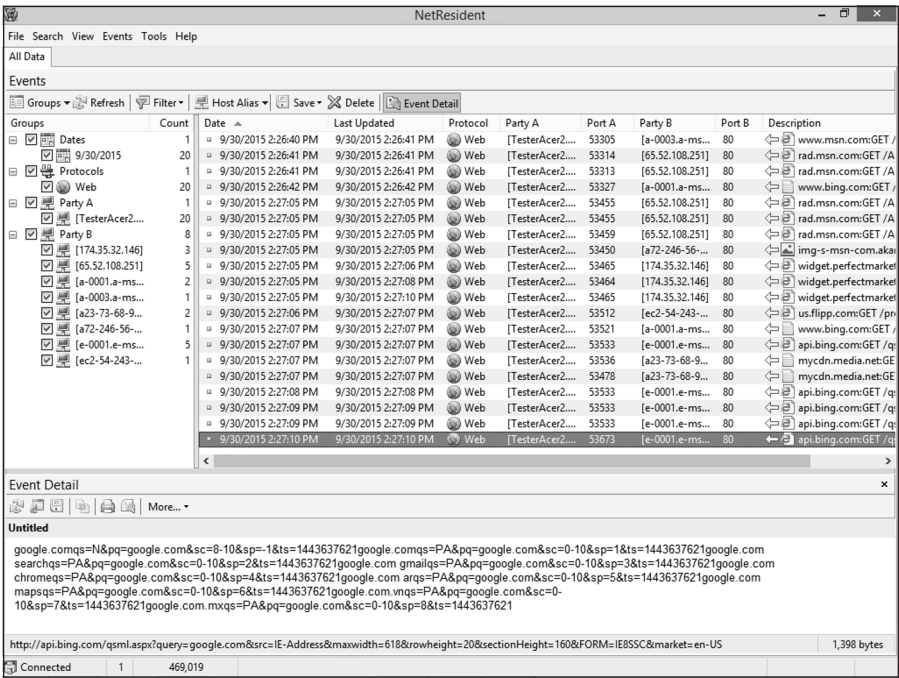 NetResident
File Search View Events Tools Help
All Data
Events
Groups Refresh Filter Host Alias Save Delete Event Detail
Groups Count Date Last Updated Protocol Party A Port A Party B Port B Description
Dates 1 9/30/2015 2:26:40 PM 9/30/2015 2:26:41 PM Web [TesterAcer2.... 53305 [a-0003.a-ms... 80 www.msn.com:GET /
9/30/2015 20 9/30/2015 2:26:41 PM 9/30/2015 2:26:41 PM Web [TesterAcer2.... 53314 [65.52.108.251] 80 rad.msn.com:GET /A
Protocols 1 9/30/2015 2:26:41 PM 9/30/2015 2:26:41 PM Web [TesterAcer2.... 53313 [65.52.108.251] 80 rad.msn.com:GET /A
Web 20 9/30/2015 2:26:42 PM 9/30/2015 2:26:42 PM Web [TesterAcer2.... 53327 [a-0001.a-ms... 80 www.bing.com:GET /
Party A 1 9/30/2015 2:27:05 PM 9/30/2015 2:27:05 PM Web [TesterAcer2.... 53455 [65.52.108.251] 80 rad.msn.com:GET /A
[TesterAcer2.... 20 9/30/2015 2:27:05 PM 9/30/2015 2:27:05 PM Web [TesterAcer2.... 53455 [65.52.108.251] 80 rad.msn.com:GET /A
Party B 8 9/30/2015 2:27:05 PM 9/30/2015 2:27:05 PM Web [TesterAcer2.... 53459 [65.52.108.251] 80 rad.msn.com:GET /A
[174.35.32.146] 3 9/30/2015 2:27:05 PM 9/30/2015 2:27:05 PM Web [TesterAcer2.... 53450 [a72-246-56-... 80 img-s-msn-com.akar
[65.52.108.251] 5 9/30/2015 2:27:05 PM 9/30/2015 2:27:06 PM Web [TesterAcer2.... 53465 [174.35.32.146] 80 widget.perfectmarket
[a-0001.a-ms... 2 9/30/2015 2:27:05 PM 9/30/2015 2:27:08 PM Web [TesterAcer2.... 53464 [174.35.32.146] 80 widget.perfectmarket
[a-0003.a-ms... 1 9/30/2015 2:27:05 PM 9/30/2015 2:27:10 PM Web [TesterAcer2.... 53465 [174.35.32.146] 80 widget.perfectmarket
[a23-73-68-9... 2 9/30/2015 2:27:06 PM 9/30/2015 2:27:07 PM Web [TesterAcer2.... 53512 [ec2-54-243-... 80 us.flipp.com:GET /pr
[a72-246-56-... 1 9/30/2015 2:27:07 PM 9/30/2015 2:27:07 PM Web [TesterAcer2.... 53521 [a-0001.a-ms... 80 www.bing.com:GET /
[e-0001.e-ms... 5 9/30/2015 2:27:07 PM 9/30/2015 2:27:07 PM Web [TesterAcer2.... 53533 [e-0001.e-ms... 80 api.bing.com:GET /q
[ec2-54-243-... 1 9/30/2015 2:27:07 PM 9/30/2015 2:27:07 PM Web [TesterAcer2.... 53536 [a23-73-68-9... 80 mycdn.media.net:GE
9/30/2015 2:27:07 PM 9/30/2015 2:27:07 PM Web [TesterAcer2.... 53478 [a23-73-68-9... 80 mycdn.media.net:GE
9/30/2015 2:27:08 PM 9/30/2015 2:27:08 PM Web [TesterAcer2.... 53533 [e-0001.e-ms... 80 api.bing.com:GET /q
9/30/2015 2:27:09 PM 9/30/2015 2:27:09 PM Web [TesterAcer2.... 53533 [e-0001.e-ms... 80 api.bing.com:GET /q
9/30/2015 2:27:09 PM 9/30/2015 2:27:09 PM Web [TesterAcer2.... 53533 [e-0001.e-ms... 80 api.bing.com:GET /q
9/30/2015 2:27:10 PM 9/30/2015 2:27:10 PM Web [TesterAcer2.... 53673 [e-0001.e-ms... 80 api.bing.com:GET /q
Event Detail
More...
Untitled
google.comqs=N&pq=google.com&sc=8-10&sp=-1&ts=1443637621google.comqs=PA&pq=google.com&sc=0-10&sp=1&ts=1443637621google.com
searchqs=PA&pq=google.com&sc=0-10&sp=2&ts=1443637621google.com gmailqs=PA&pq=google.com&sc=0-10&sp=3&ts=1443637621google.com
chromeqs=PA&pq=google.com&sc=0-10&sp=4&ts=1443637621google.com arqs=PA&pq=google.com&sc=0-10&sp=5&ts=1443637621google.com
mapsqs=PA&pq=google.com&sc=0-10&sp=6&ts=1443637621google.com.vnqs=PA&pq=google.com&sc=0-
10&sp=7&ts=1443637621google.com.mxqs=PA&pq=google.com&sc=0-10&sp=8&ts=1443637621
http://api.bing.com/qsml.aspx?query=google.com&src=IE-Address&maxwidth=618&rowheight=20&sectionHeight=160&FORM=IE8SSC&market=en-US 1,398 bytes
Connected 1 469,019